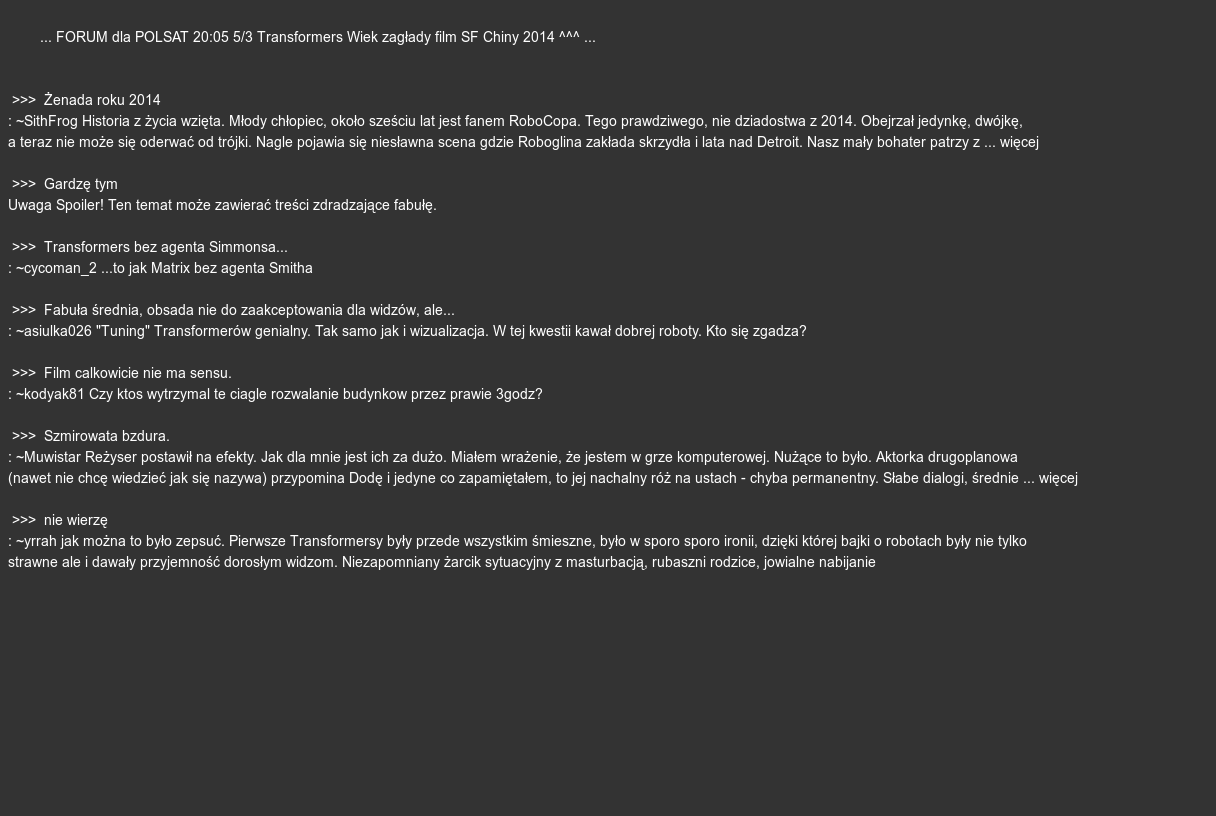 ... FORUM dla POLSAT 20:05 5/3 Transformers Wiek zagłady film SF Chiny 2014 ^^^ ...
>>> Żenada roku 2014
: ~SithFrog Historia z życia wzięta. Młody chłopiec, około sześciu lat jest fanem RoboCopa. Tego prawdziwego, nie dziadostwa z 2014. Obejrzał jedynkę, dwójkę,
a teraz nie może się oderwać od trójki. Nagle pojawia się niesławna scena gdzie Roboglina zakłada skrzydła i lata nad Detroit. Nasz mały bohater patrzy z ... więcej
>>> Gardzę tym
Uwaga Spoiler! Ten temat może zawierać treści zdradzające fabułę.
>>> Transformers bez agenta Simmonsa...
: ~cycoman_2 ...to jak Matrix bez agenta Smitha
>>> Fabuła średnia, obsada nie do zaakceptowania dla widzów, ale...
: ~asiulka026 "Tuning" Transformerów genialny. Tak samo jak i wizualizacja. W tej kwestii kawał dobrej roboty. Kto się zgadza?
>>> Film calkowicie nie ma sensu.
: ~kodyak81 Czy ktos wytrzymal te ciagle rozwalanie budynkow przez prawie 3godz?
>>> Szmirowata bzdura.
: ~Muwistar Reżyser postawił na efekty. Jak dla mnie jest ich za dużo. Miałem wrażenie, że jestem w grze komputerowej. Nużące to było. Aktorka drugoplanowa
(nawet nie chcę wiedzieć jak się nazywa) przypomina Dodę i jedyne co zapamiętałem, to jej nachalny róż na ustach - chyba permanentny. Słabe dialogi, średnie ... więcej
>>> nie wierzę
: ~yrrah jak można to było zepsuć. Pierwsze Transformersy były przede wszystkim śmieszne, było w sporo sporo ironii, dzięki której bajki o robotach były nie tylko
strawne ale i dawały przyjemność dorosłym widzom. Niezapomniany żarcik sytuacyjny z masturbacją, rubaszni rodzice, jowialne nabijanie